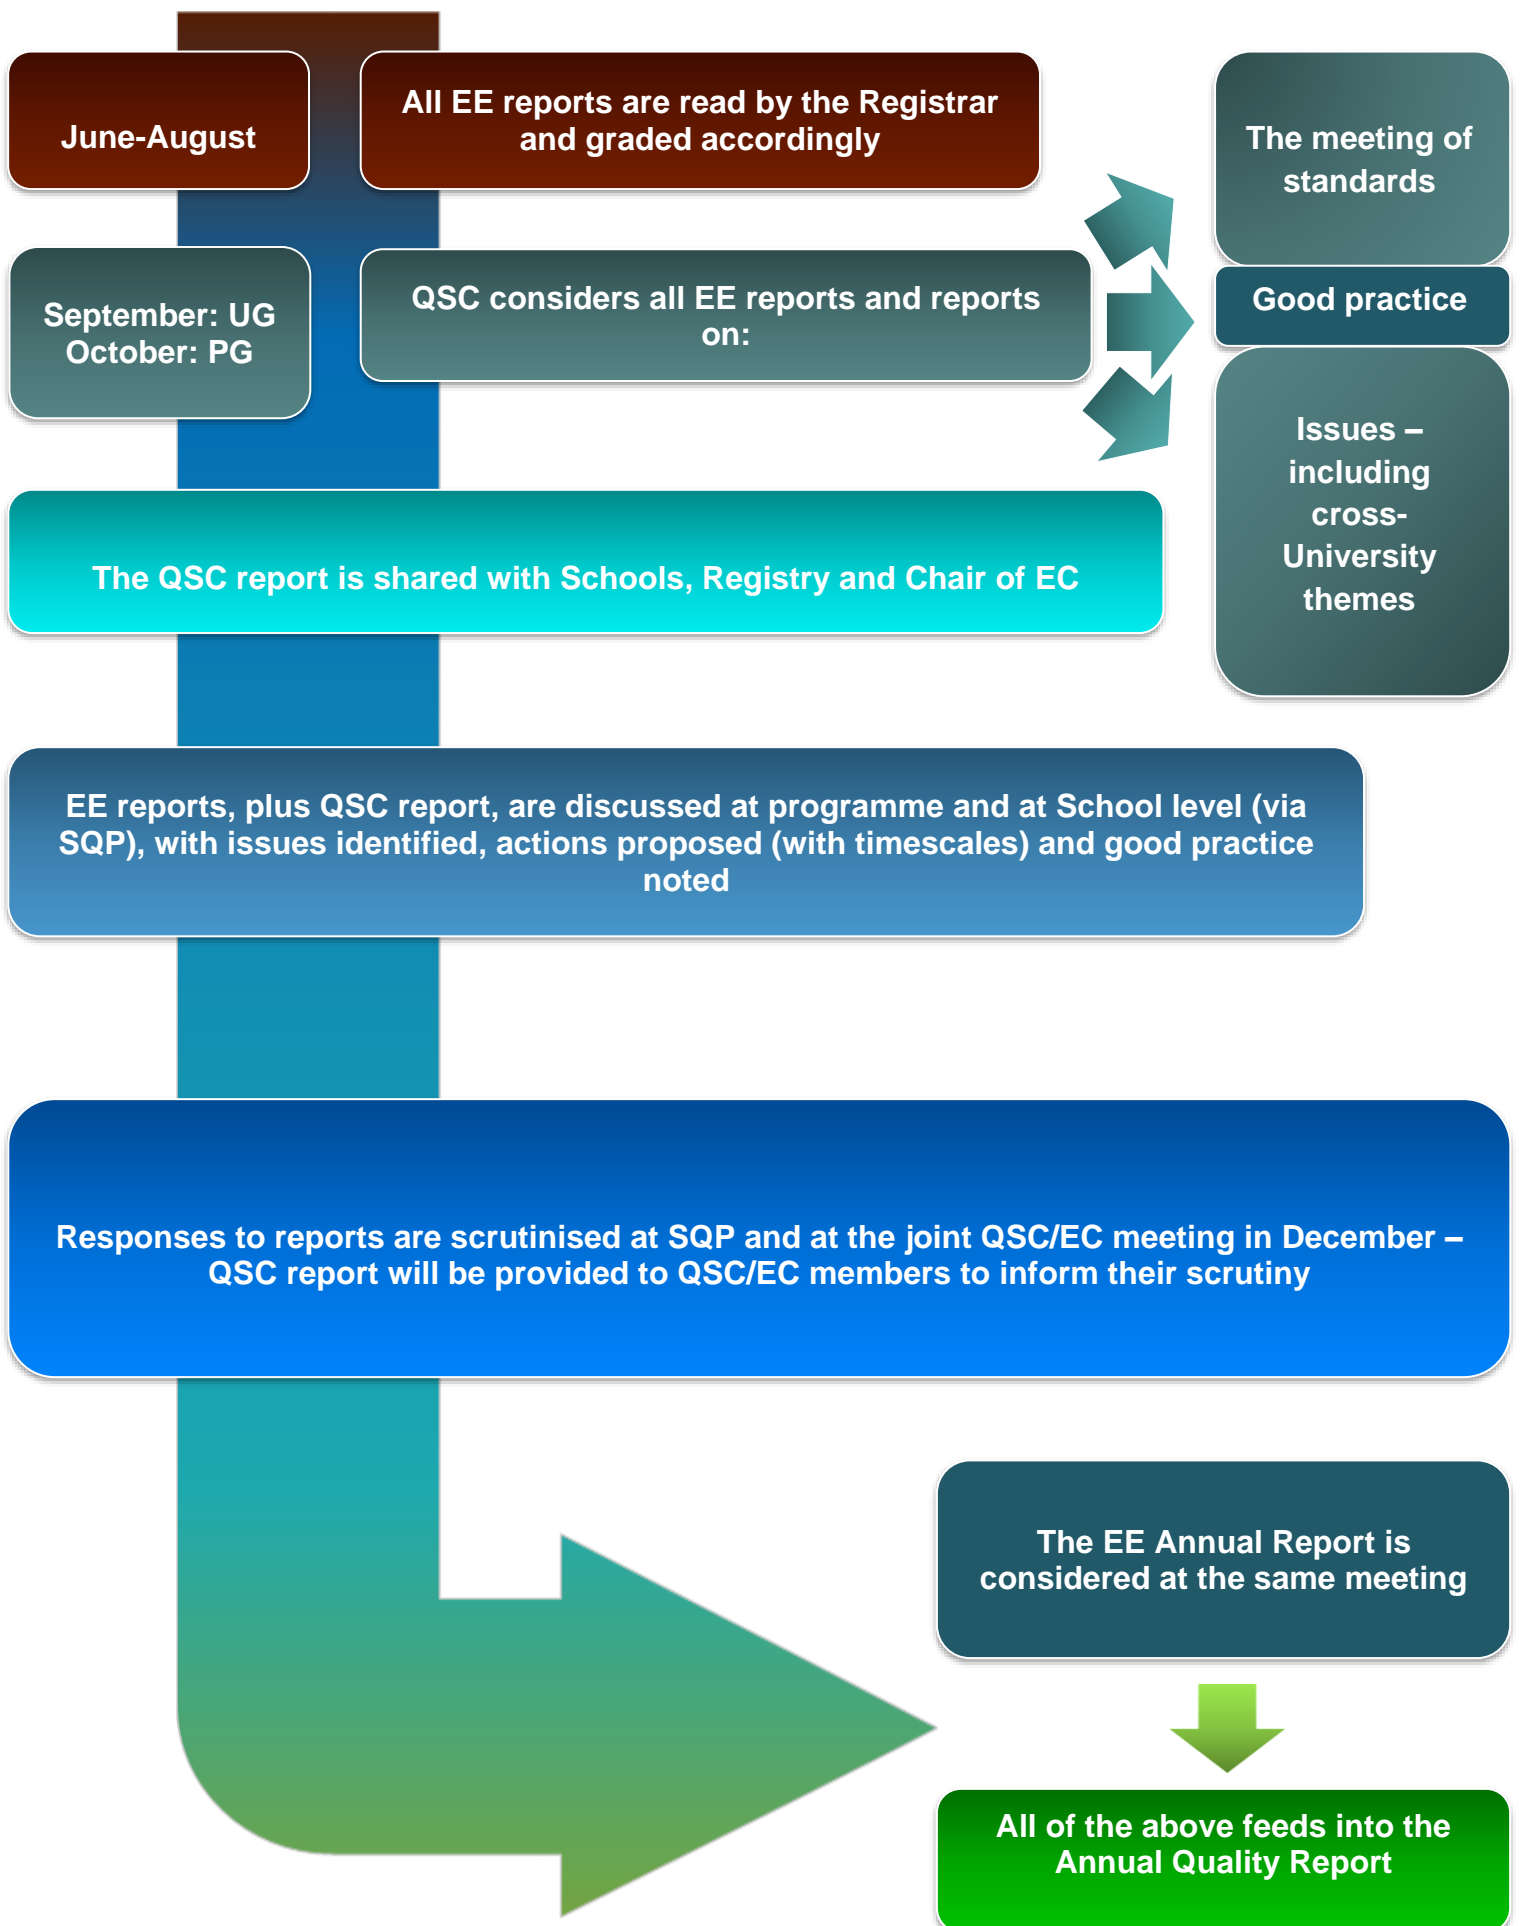 June-August
All EE reports are read by the Registrar
and graded accordingly
The meeting of
standards
September: UG
October: PG
QSC considers all EE reports and reports
on:
Good practice
Issues –
including
cross-
University
themes
The QSC report is shared with Schools, Registry and Chair of EC
EE reports, plus QSC report, are discussed at programme and at School level (via
SQP), with issues identified, actions proposed (with timescales) and good practice
noted
Responses to reports are scrutinised at SQP and at the joint QSC/EC meeting in December –
QSC report will be provided to QSC/EC members to inform their scrutiny
The EE Annual Report is
considered at the same meeting
All of the above feeds into the
Annual Quality Report